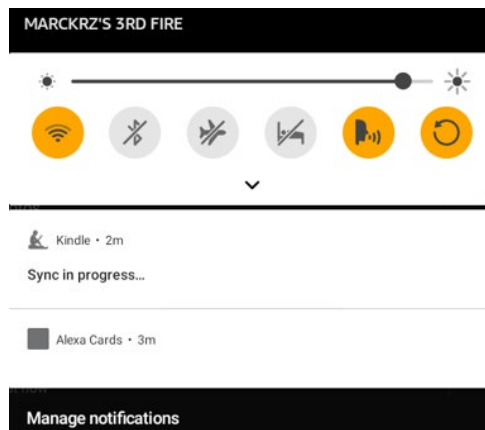 MARCKRZ'S 3RD FIRE
Kindle • 2m
Sync in progress...
Alexa Cards • 3m
Manage notifications